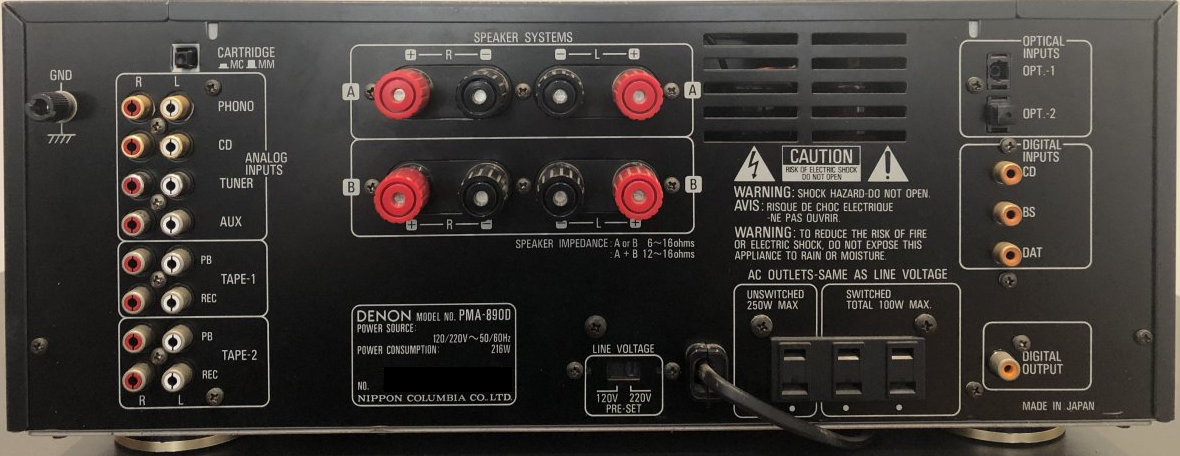 GND
CARTRIDGE
MC MM
R L
PHONO
CD
ANALOG
INPUTS
TUNER
AUX
PB
TAPE-1
REC
PB
TAPE-2
REC
R L
SPEAKER SYSTEMS
+ R − − L +
A A
B B
+ R − − L +
SPEAKER IMPEDANCE : A or B 6～16ohms
: A + B 12～16ohms
DENON MODEL NO. PMA-890D
POWER SOURCE:
120/220V～50/60Hz
POWER CONSUMPTION: 216W
NO.
NIPPON COLUMBIA CO., LTD.
LINE VOLTAGE
120V 220V
PRE-SET
CAUTION
RISK OF ELECTRIC SHOCK
DO NOT OPEN
WARNING: SHOCK HAZARD-DO NOT OPEN.
AVIS: RISQUE DE CHOC ELECTRIQUE
-NE PAS OUVRIR.
WARNING: TO REDUCE THE RISK OF FIRE
OR ELECTRIC SHOCK, DO NOT EXPOSE THIS
APPLIANCE TO RAIN OR MOISTURE.
AC OUTLETS-SAME AS LINE VOLTAGE
UNSWITCHED
250W MAX
SWITCHED
TOTAL 100W MAX.
OPTICAL
INPUTS
OPT.-1
OPT.-2
DIGITAL
INPUTS
CD
BS
DAT
DIGITAL
OUTPUT
MADE IN JAPAN